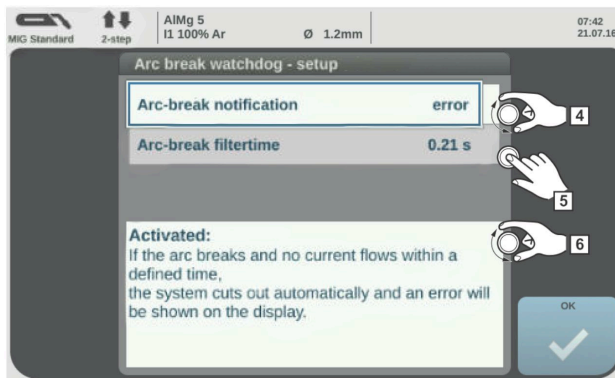 AlMg 5
I1 100% Ar Ø 1.2mm
MIG Standard
2-step
07:42
21.07.16
Arc break watchdog - setup
Arc-break notification error
4
Arc-break filtertime 0.21 s
5
Activated:
If the arc breaks and no current flows within a
defined time,
the system cuts out automatically and an error will
be shown on the display.
6
OK